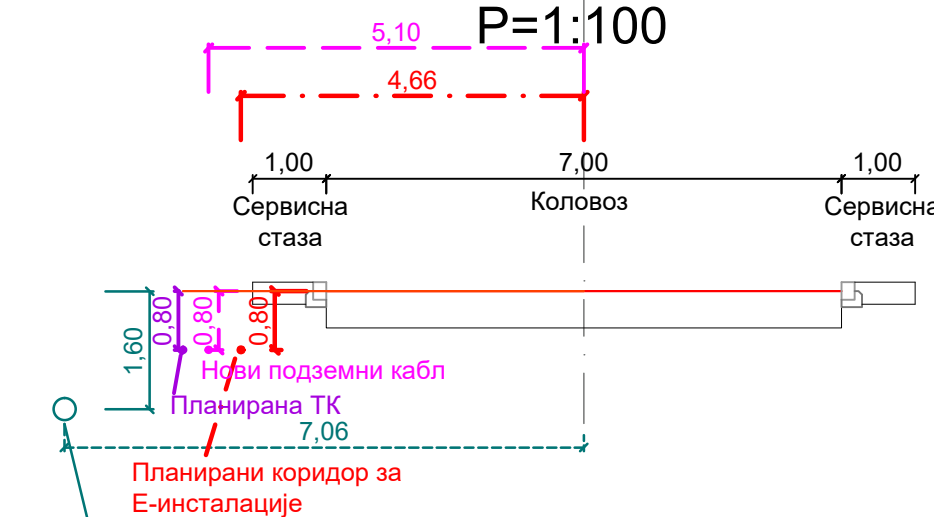 Р=1:100
5,10
4,66
1,00
7,00
1,00
Сервисна
стаза
Коловоз
Сервисна
стаза
0,80
0,80
0,80
1,60
Нови подземни кабл
Планирана ТК
7,06
Планирани коридор за
Е-инсталације